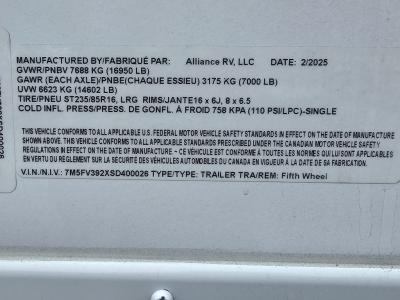 MANUFACTURED BY/FABRIQUÉ PAR: Alliance RV, LLC DATE: 2/2025
GVWR/PNBV 7688 KG (16950 LB)
GAWR (EACH AXLE)/PNBE(CHAQUE ESSIEU) 3175 KG (7000 LB)
UVW 6623 KG (14602 LB)
TIRE/PNEU ST235/85R16, LRG RIMS/JANTE16 x 6J, 8 x 6.5
COLD INFL. PRESS/PRESS. DE GONFL. À FROID 758 KPA (110 PSI/LPC)-SINGLE
THIS VEHICLE CONFORMS TO ALL APPLICABLE U.S. FEDERAL MOTOR VEHICLE SAFETY STANDARDS IN EFFECT ON THE DATE OF MANUFACTURE
SHOWN ABOVE. THIS VEHICLE CONFORMS TO ALL APPLICABLE STANDARDS PRESCRIBED UNDER THE CANADIAN MOTOR VEHICLE SAFETY
REGULATIONS IN EFFECT ON THE DATE OF MANUFACTURE ~ CE VÉHICULE EST CONFORME À TOUTES LES NORMES QUI LUI SONT APPLICABLES
EN VERTU DU RÈGLEMENT SUR LA SÉCURITÉ DES VÉHICULES AUTOMOBILES DU CANADA EN VIGUEUR À LA DATE DE SA FABRICATION
V.I.N./N.I.V.: 7M5FV392XSD400026 TYPE/TYPE: TRAILER TRA/REM: Fifth Wheel